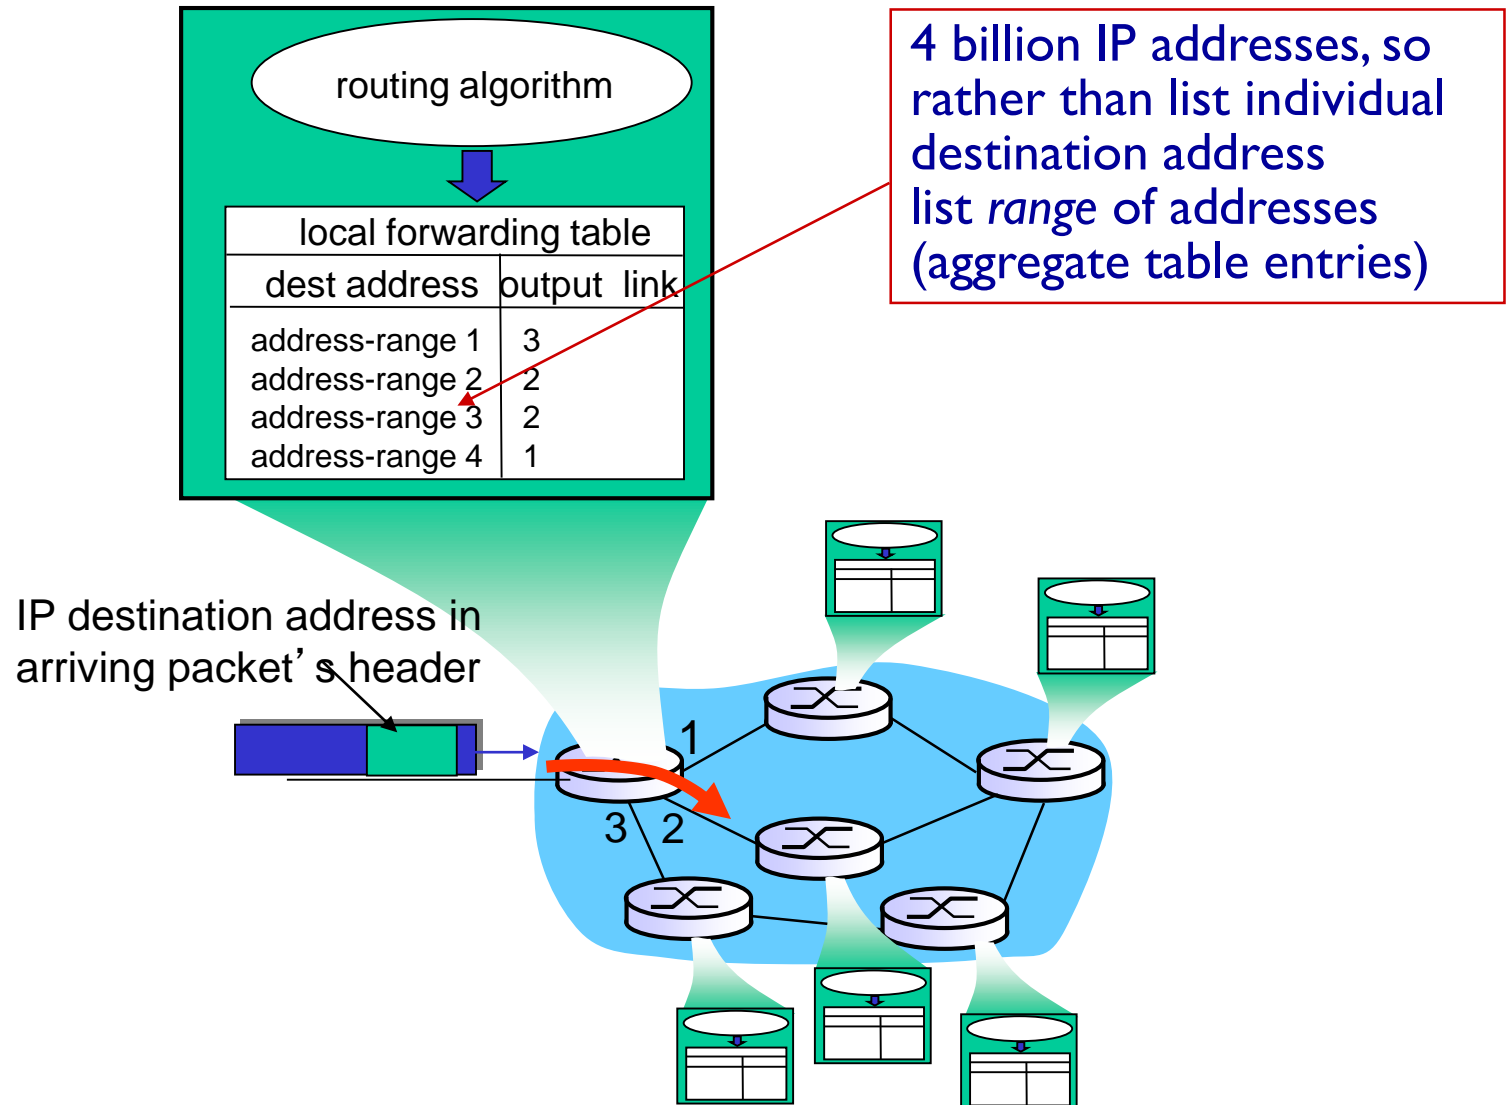 routing algorithm
local forwarding table
dest address output link
address-range 1 3
address-range 2 2
address-range 3 2
address-range 4 1
4 billion IP addresses, so
rather than list individual
destination address
list range of addresses
(aggregate table entries)
IP destination address in
arriving packet’s header
1
3 2